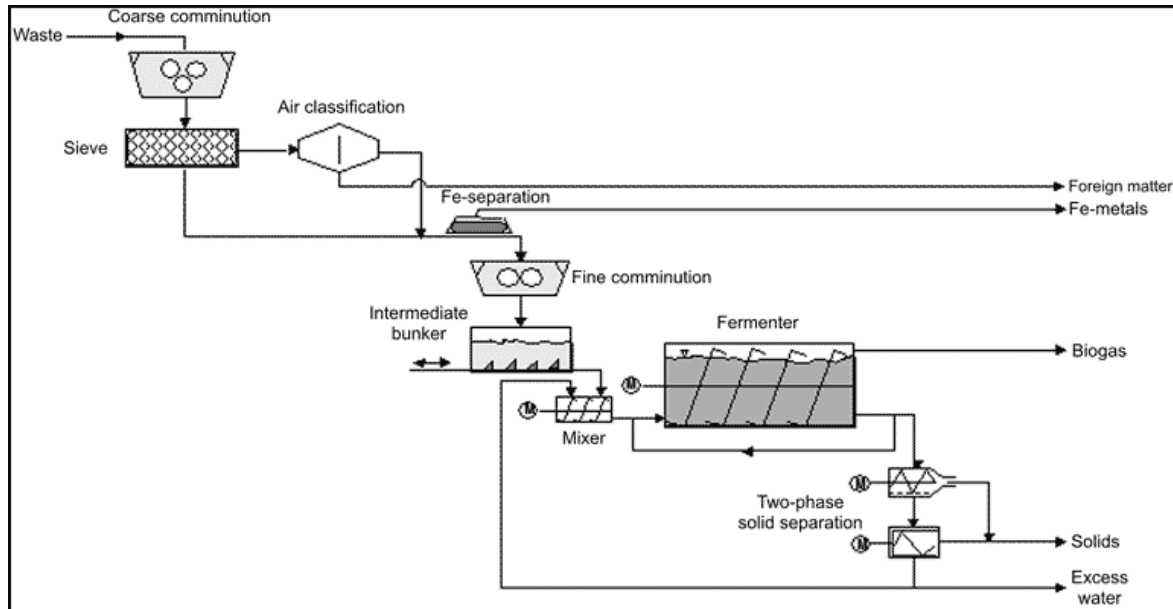 Coarse comminution
Waste
Air classification
Sieve
Foreign matter
Fe-separation
Fe-metals
Fine comminution
Intermediate
bunker
Fermenter
Biogas
M
M
Mixer
M
Two-phase
solid separation
M
Solids
Excess
water